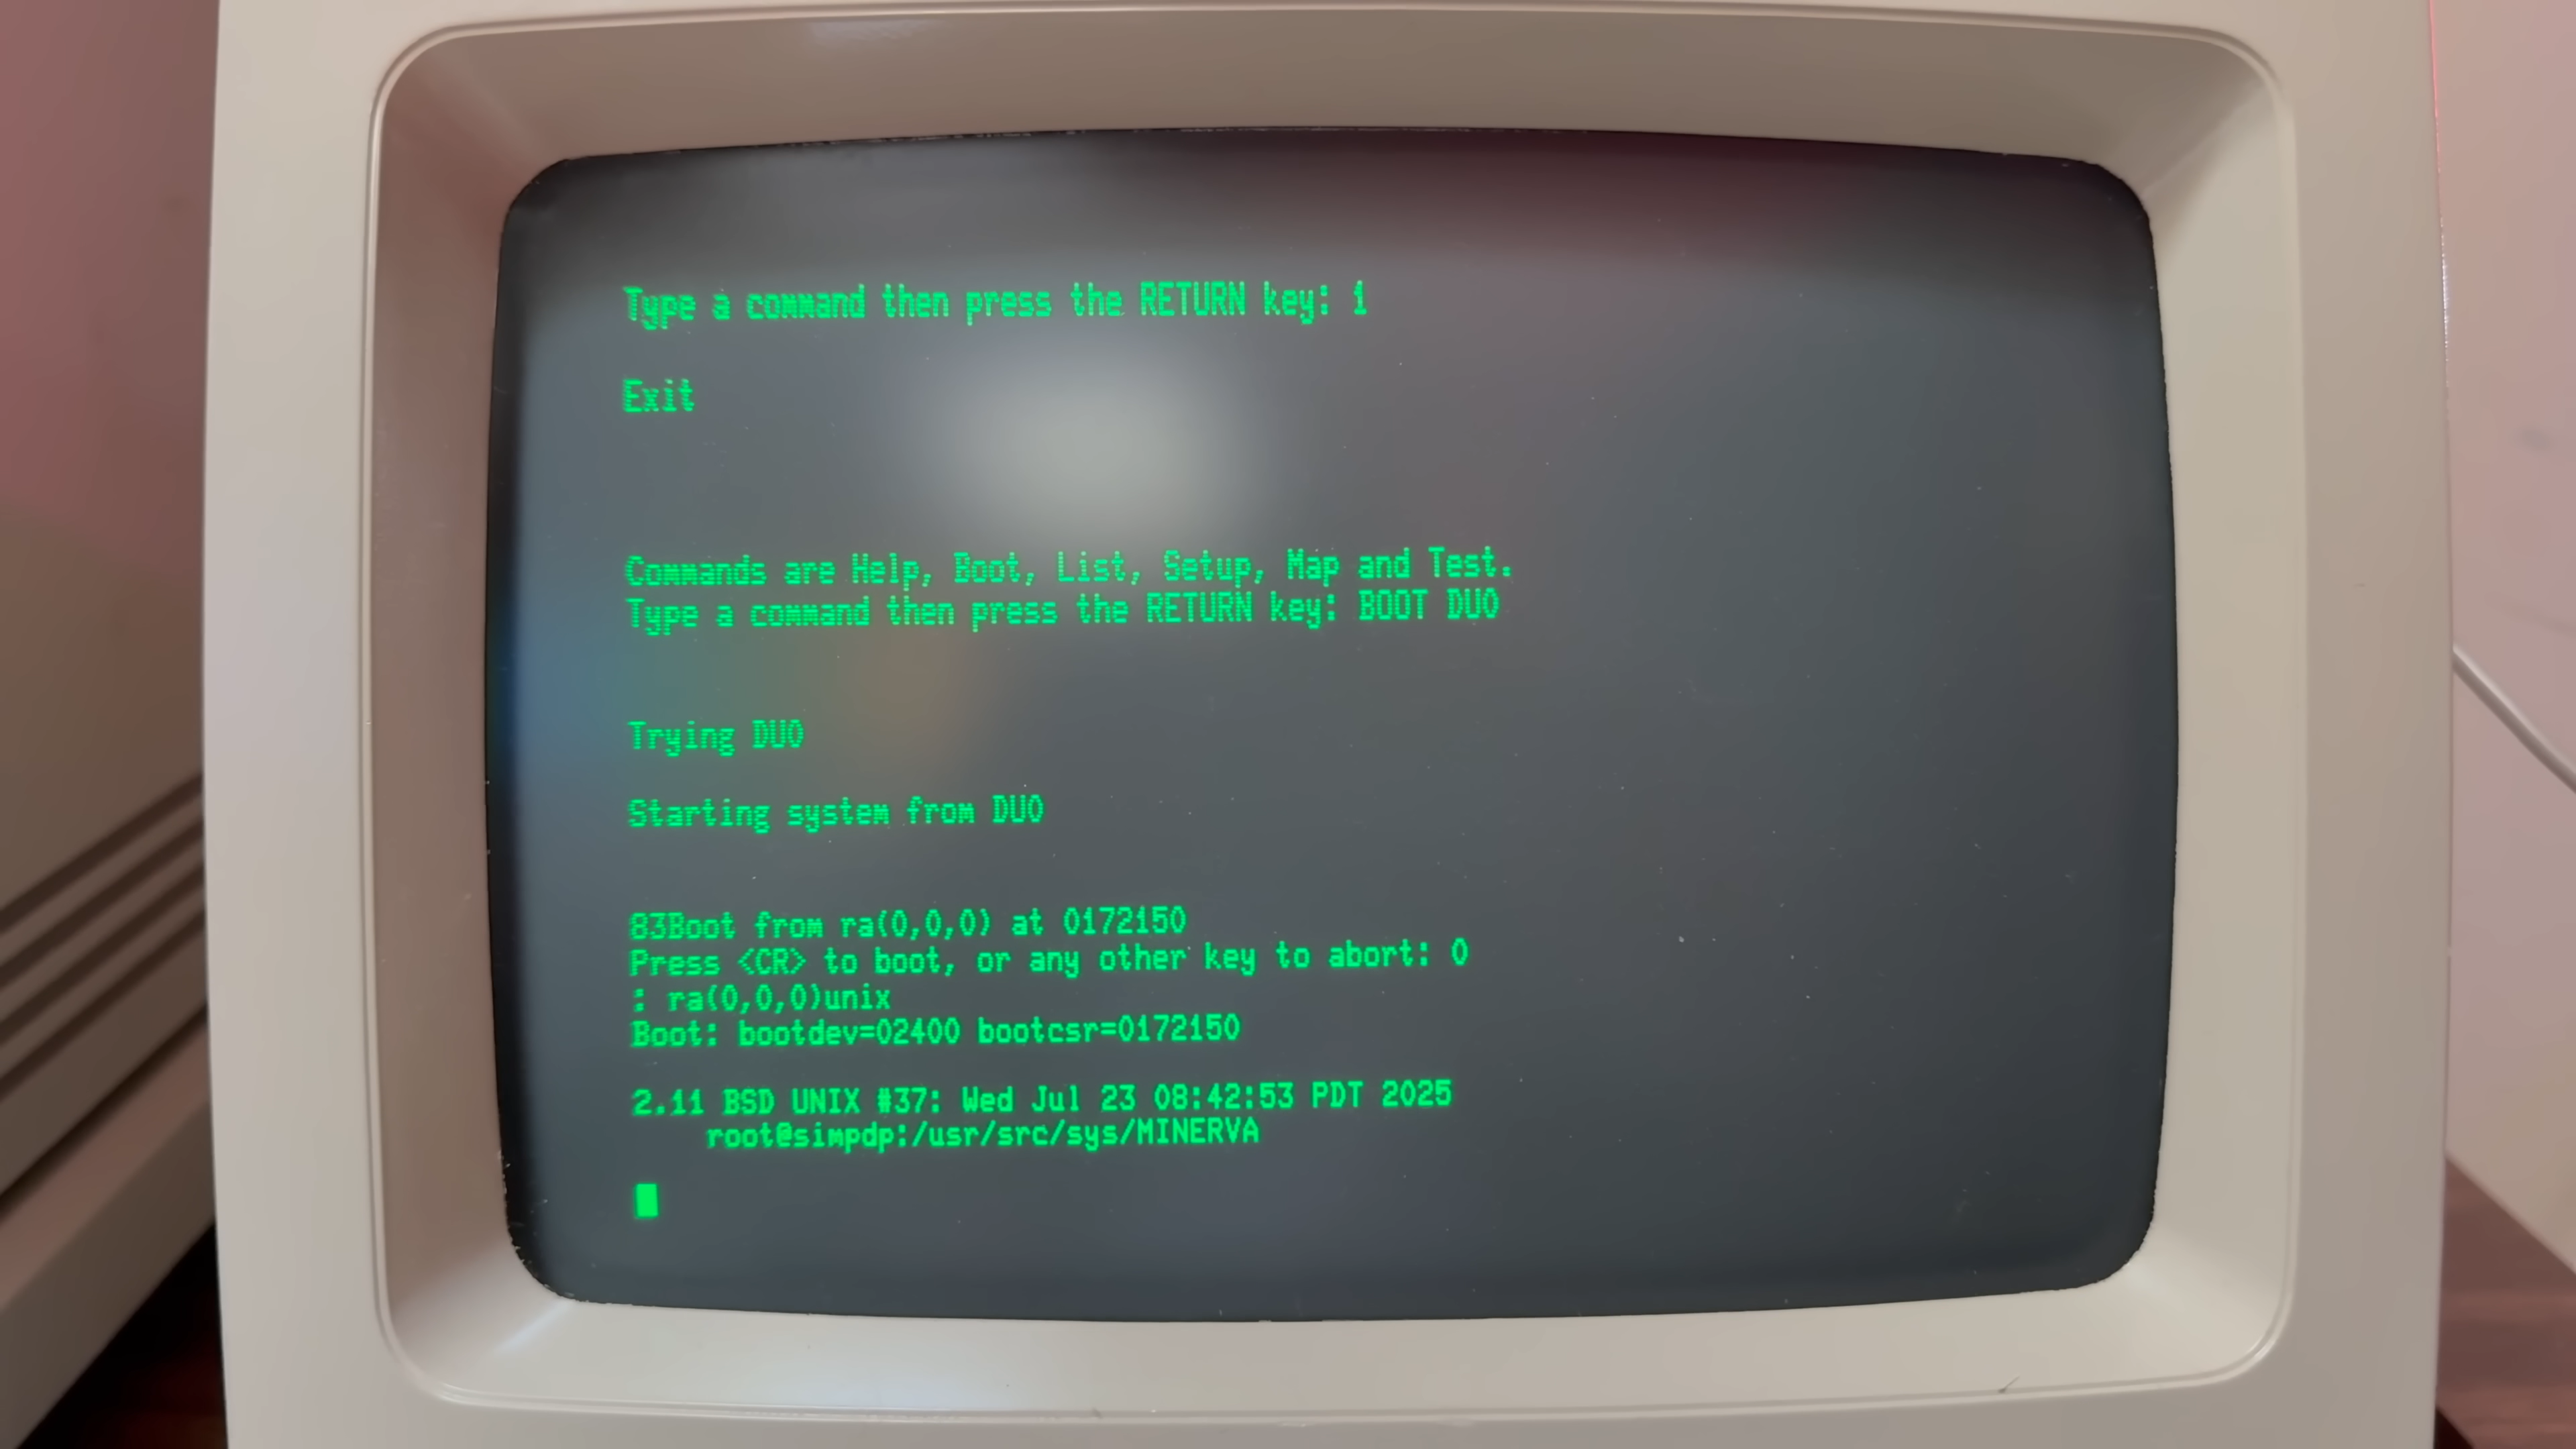 Type a command then press the RETURN key: 1
Exit
Commands are Help, Boot, List, Setup, Map and Test.
Type a command then press the RETURN key: BOOT DU0
Trying DU0
Starting system from DU0
83Boot from ra(0,0,0) at 0172150
Press <CR> to boot, or any other key to abort: 0
: ra(0,0,0)unix
Boot: bootdev=02400 bootcsr=0172150
2.11 BSD UNIX #37: Wed Jul 23 08:42:53 PDT 2025
root@simpdp:/usr/src/sys/MINERVA